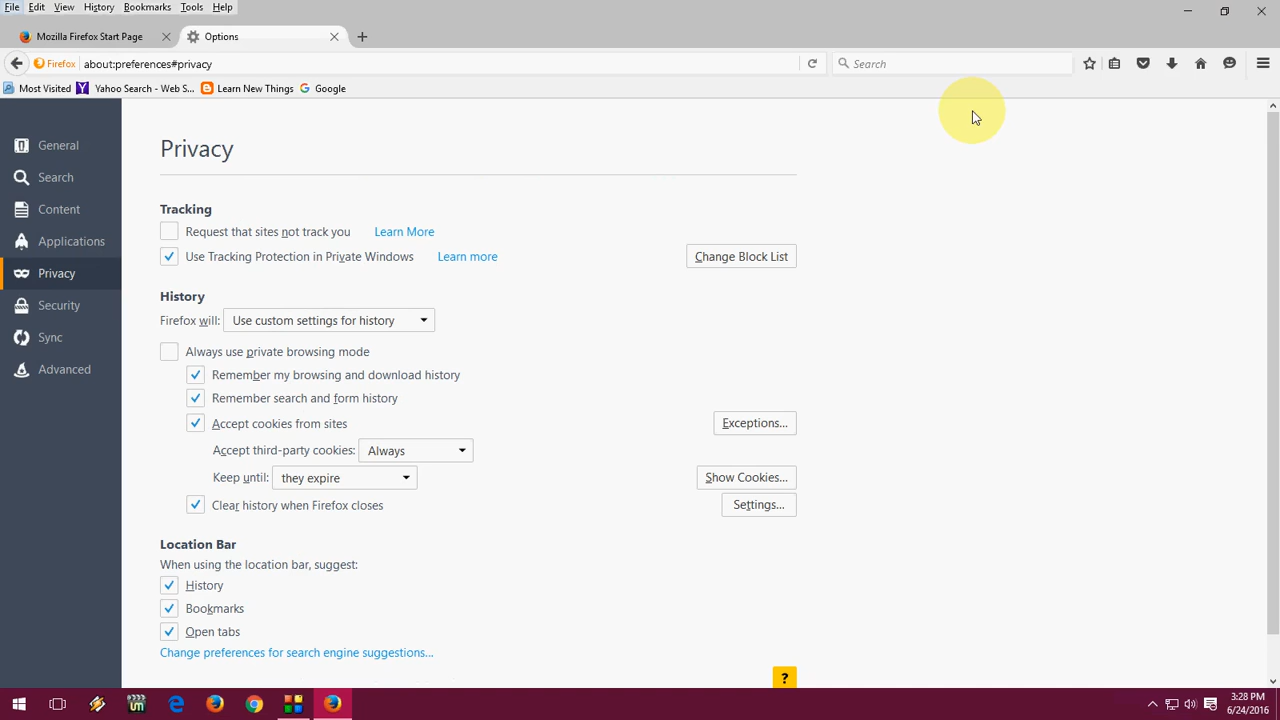 File Edit View History Bookmarks Tools Help
Mozilla Firefox Start Page Options
Firefox about:preferences#privacy Search
Most Visited Yahoo Search - Web S... Learn New Things Google
General
Search
Content
Applications
Privacy
Security
Sync
Advanced
Privacy
Tracking
Request that sites not track you Learn More
Use Tracking Protection in Private Windows Learn more Change Block List
History
Firefox will: Use custom settings for history
Always use private browsing mode
Remember my browsing and download history
Remember search and form history
Accept cookies from sites Exceptions...
Accept third-party cookies: Always
Keep until: they expire Show Cookies...
Clear history when Firefox closes Settings...
Location Bar
When using the location bar, suggest:
History
Bookmarks
Open tabs
Change preferences for search engine suggestions...
?
3:28 PM
6/24/2016